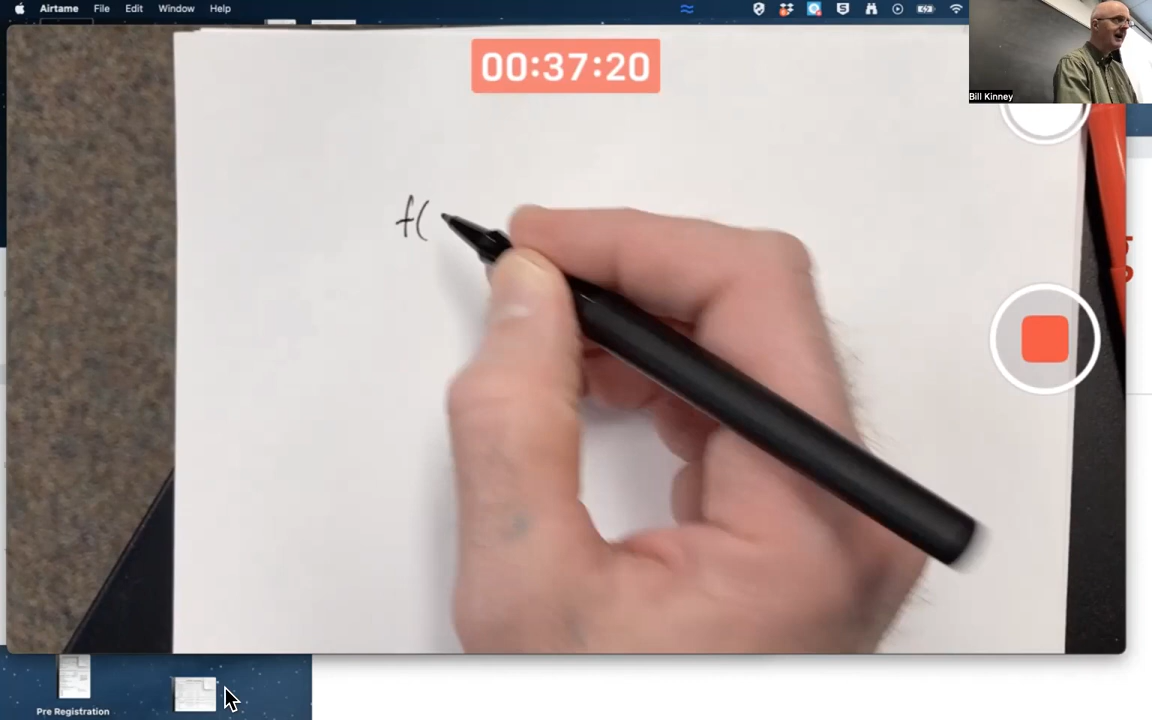 Airtame File Edit Window Help
00:37:20
Bill Kinney
f(
Pre Registration